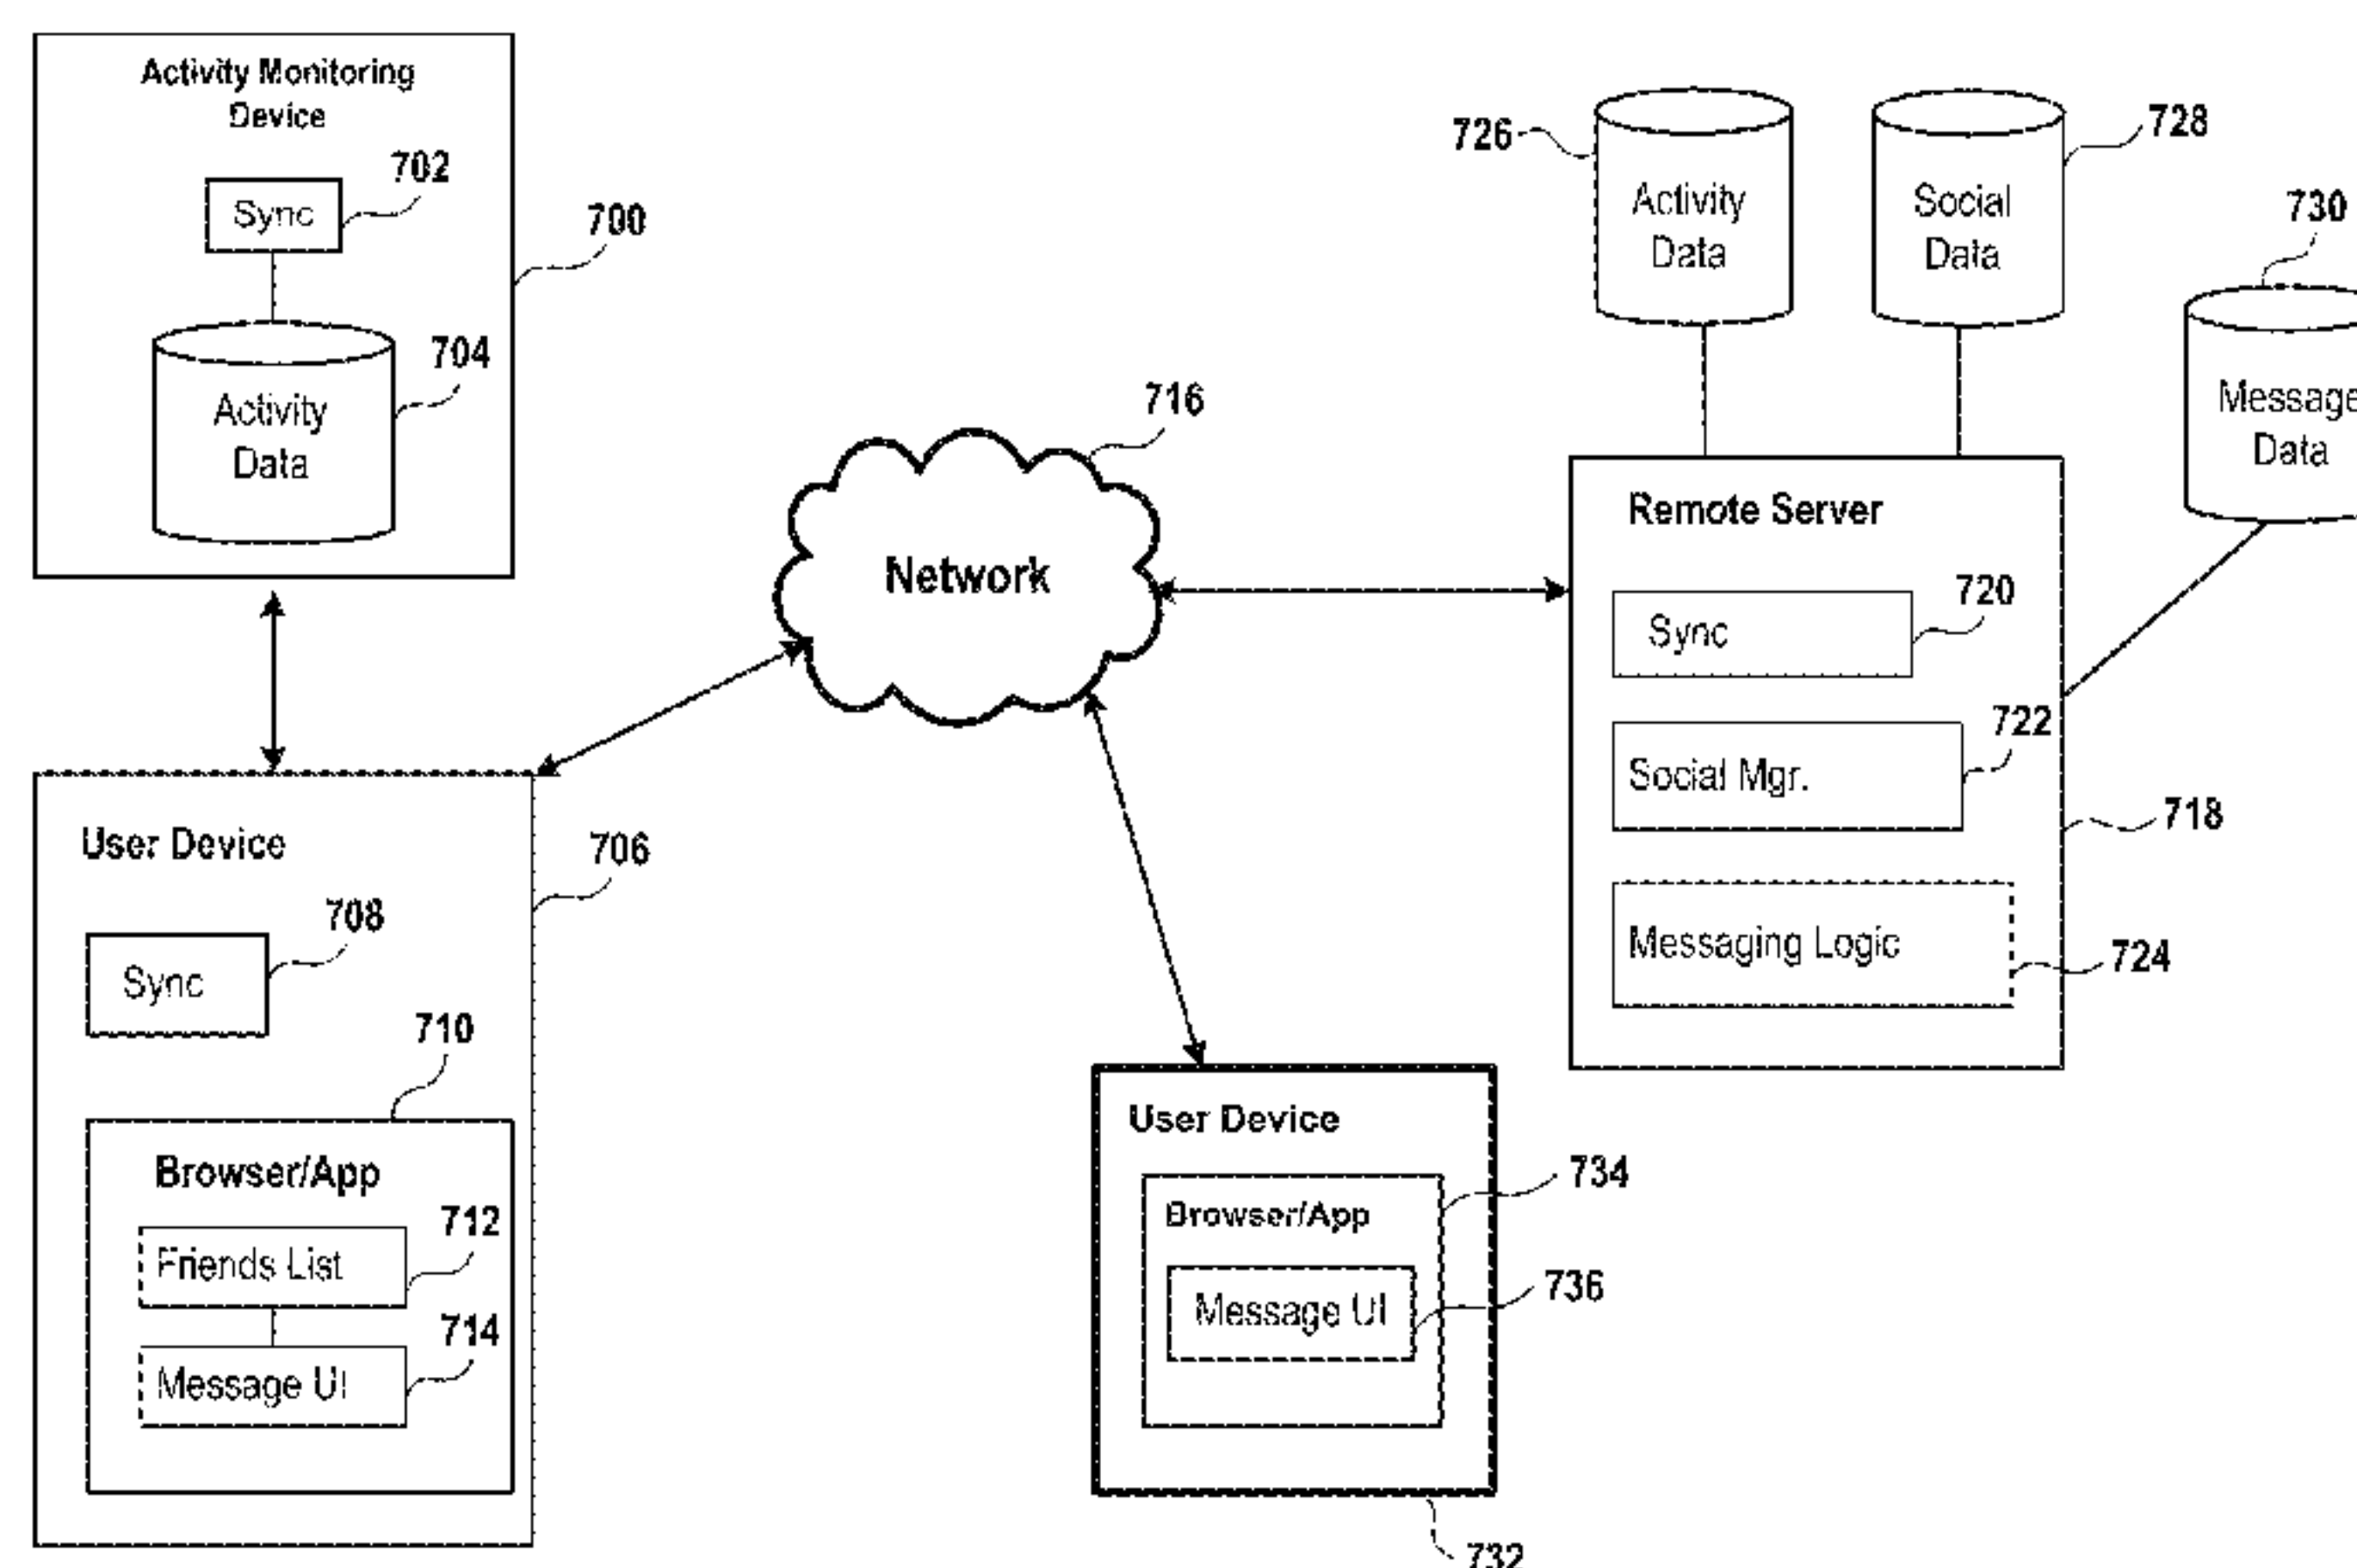 Activity Monitoring
Device
702
Sync
700
704
Activity
Data
726
Activity
Data
728
Social
Data
730
Message
Data
716
Network
Remote Server
720
Sync
722
Social Mgr.
718
Messaging Logic
724
User Device
706
708
Sync
710
Browser/App
712
Friends List
714
Message UI
User Device
734
Browser/App
736
Message UI
732